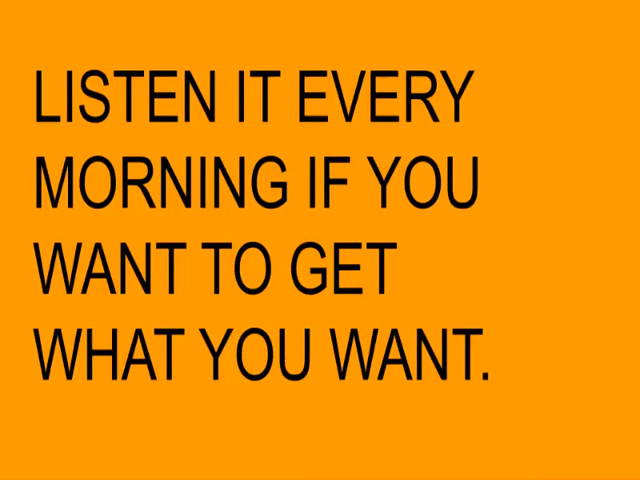 LISTEN IT EVERY
MORNING IF YOU
WANT TO GET
WHAT YOU WANT.